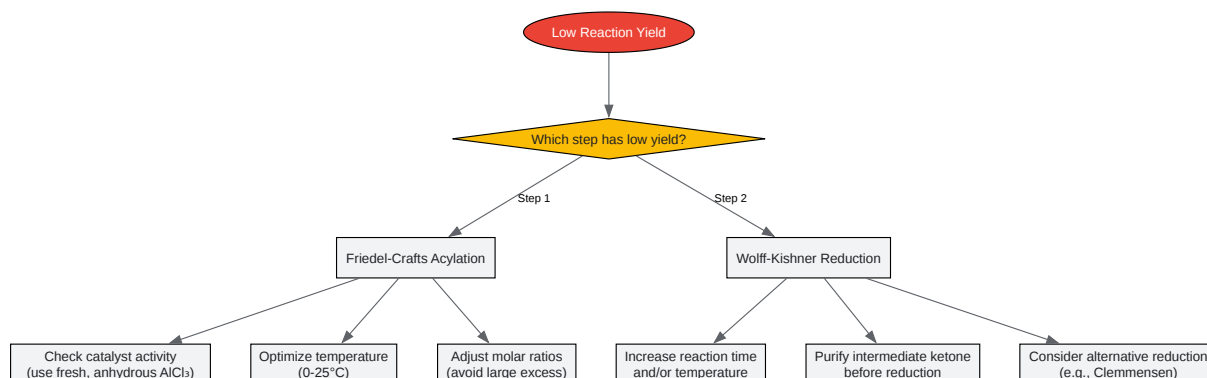 Low Reaction Yield
Which step has low yield?
Step 1
Step 2
Friedel-Crafts Acylation
Wolff-Kishner Reduction
Check catalyst activity
(use fresh, anhydrous AlCl₃)
Optimize temperature
(0-25°C)
Adjust molar ratios
(avoid large excess)
Increase reaction time
and/or temperature
Purify intermediate ketone
before reduction
Consider alternative reduction
(e.g., Clemmensen)